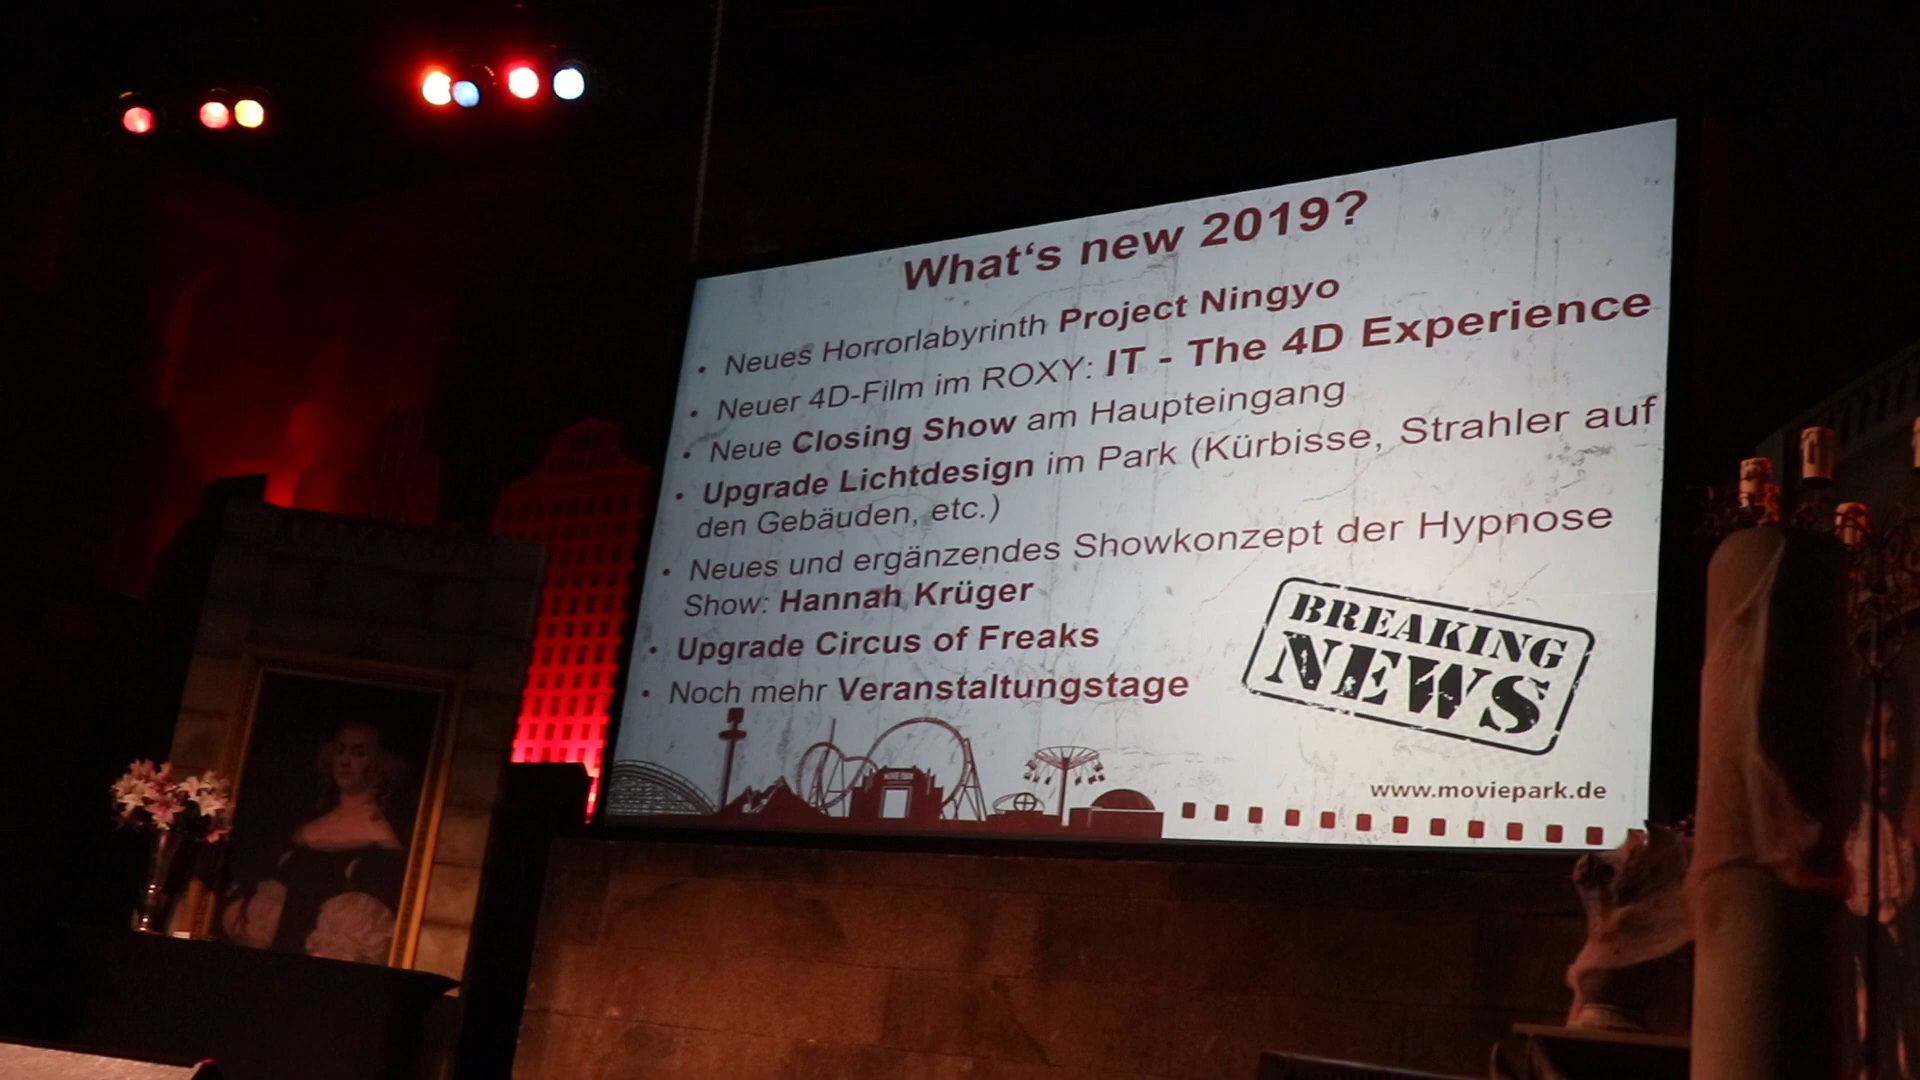 What‘s new 2019?
• Neues Horrorlabyrinth Project Ningyo
• Neuer 4D-Film im ROXY: IT - The 4D Experience
• Neue Closing Show am Haupteingang
• Upgrade Lichtdesign im Park (Kürbisse, Strahler auf
den Gebäuden, etc.)
• Neues und ergänzendes Showkonzept der Hypnose
Show: Hannah Krüger
• Upgrade Circus of Freaks
• Noch mehr Veranstaltungstage
BREAKING
NEWS
www.moviepark.de